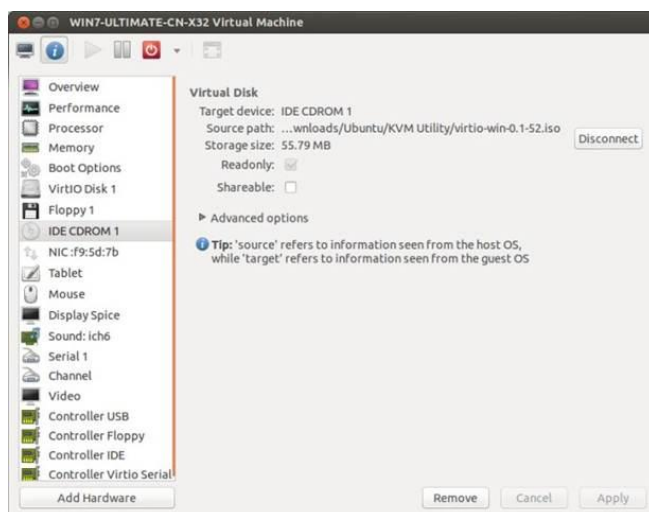 WIN7-ULTIMATE-CN-X32 Virtual Machine
Overview
Performance
Processor
Memory
Boot Options
VirtIO Disk 1
Floppy 1
IDE CDROM 1
NIC :f9:5d:7b
Tablet
Mouse
Display Spice
Sound: ich6
Serial 1
Channel
Video
Controller USB
Controller Floppy
Controller IDE
Controller Virtio Serial
Add Hardware
Virtual Disk
Target device: IDE CDROM 1
Source path: ...wnloads/Ubuntu/KVM Utility/virtio-win-0.1-52.iso
Disconnect
Storage size: 55.79 MB
Readonly:
Shareable:
Advanced options
Tip: 'source' refers to information seen from the host OS,
while 'target' refers to information seen from the guest OS
Remove
Cancel
Apply